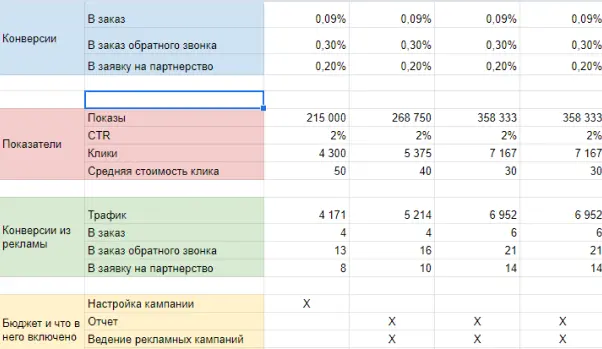 Конверсии
В заказ 0,09% 0,09% 0,09% 0,09%
В заказ обратного звонка 0,30% 0,30% 0,30% 0,30%
В заявку на партнерство 0,20% 0,20% 0,20% 0,20%
Показатели
Показы 215 000 268 750 358 333 358 333
CTR 2% 2% 2% 2%
Клики 4 300 5 375 7 167 7 167
Средняя стоимость клика 50 40 30 30
Конверсии из
рекламы
Трафик 4 171 5 214 6 952 6 952
В заказ 4 4 6 6
В заказ обратного звонка 13 16 21 21
В заявку на партнерство 8 10 14 14
Бюджет и что в
него включено
Настройка кампании X
Отчет X X X
Ведение рекламных кампаний X X X